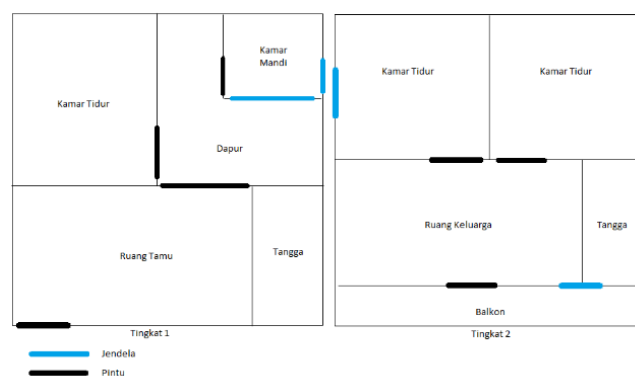 Kamar
Mandi
Kamar Tidur
Dapur
Ruang Tamu
Tangga
Tingkat 1
Kamar Tidur
Kamar Tidur
Ruang Keluarga
Tangga
Balkon
Tingkat 2
Jendela
Pintu